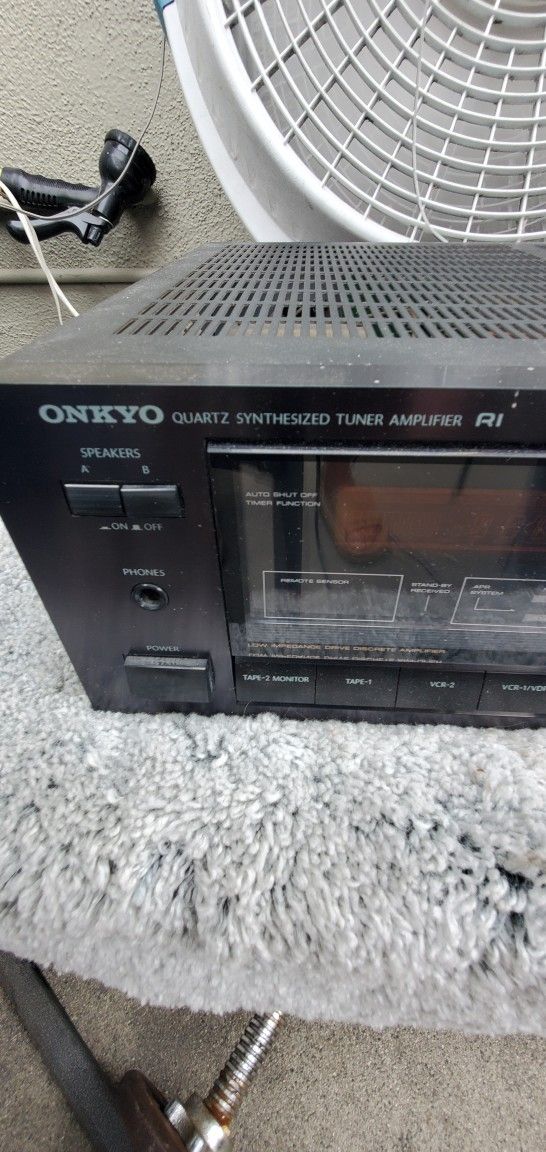 ONKYO QUARTZ SYNTHESIZED TUNER AMPLIFIER RI
SPEAKERS
A B
ON OFF
AUTO SHUT OFF
TIMER FUNCTION
PHONES
REMOTE SENSOR
STAND-BY
RECEIVED
APR
SYSTEM
LOW IMPEDANCE DRIVE DISCRETE AMPLIFIER
POWER
TAPE-2 MONITOR TAPE-1 VCR-2 VCR-1/VDP